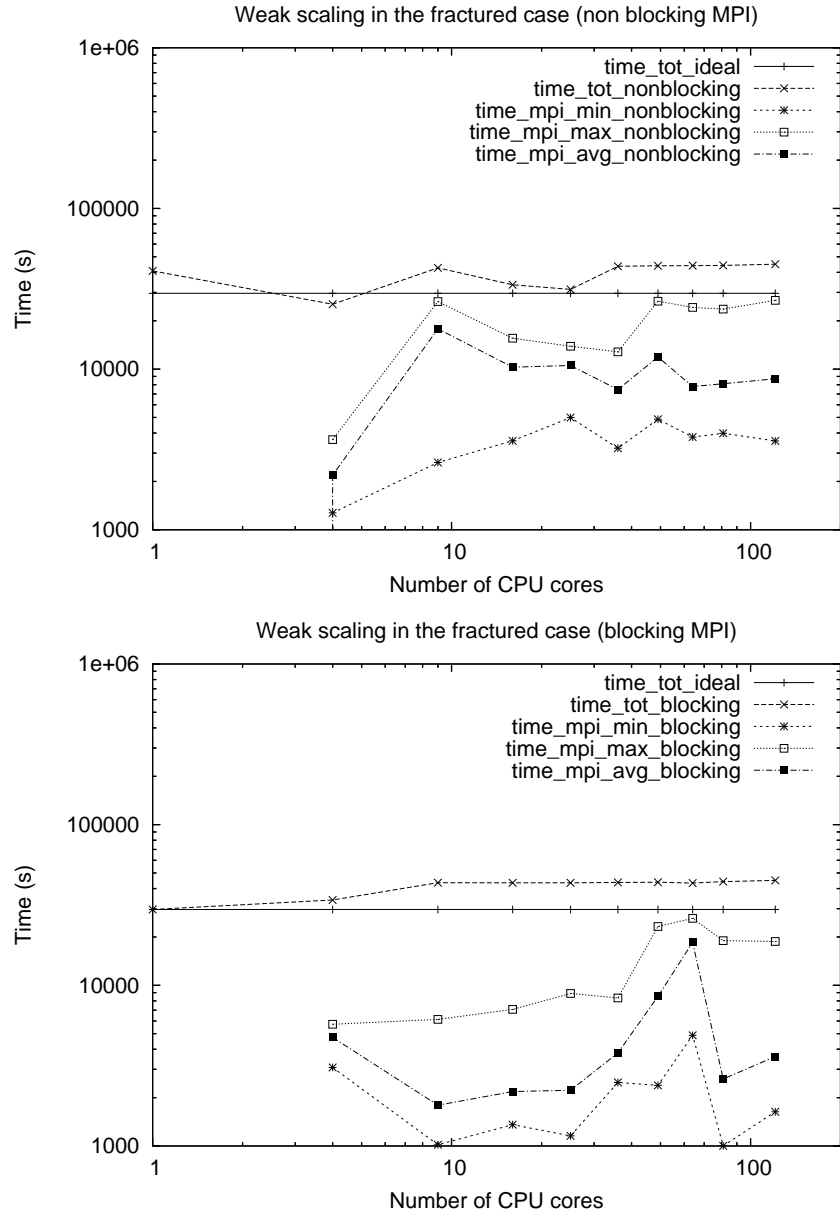 Weak scaling in the fractured case (non blocking MPI)
1e+06
100000
10000
1000
Time (s)
time_tot_ideal
time_tot_nonblocking
time_mpi_min_nonblocking
time_mpi_max_nonblocking
time_mpi_avg_nonblocking
1 10 100
Number of CPU cores
Weak scaling in the fractured case (blocking MPI)
1e+06
100000
10000
1000
Time (s)
time_tot_ideal
time_tot_blocking
time_mpi_min_blocking
time_mpi_max_blocking
time_mpi_avg_blocking
1 10 100
Number of CPU cores